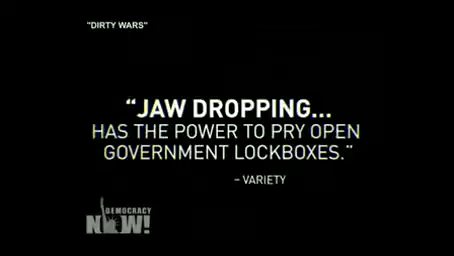 "DIRTY WARS"
“JAW DROPPING...
HAS THE POWER TO PRY OPEN
GOVERNMENT LOCKBOXES.”
– VARIETY
DEMOCRACY
NOW!